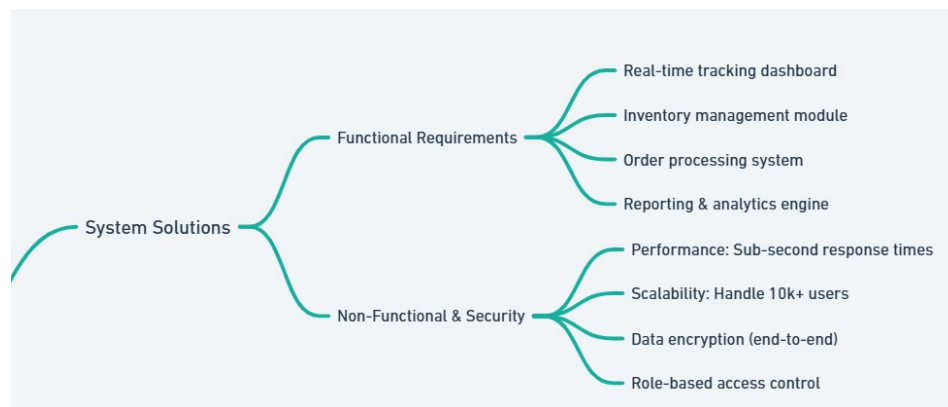 System Solutions
Functional Requirements
Real-time tracking dashboard
Inventory management module
Order processing system
Reporting & analytics engine
Non-Functional & Security
Performance: Sub-second response times
Scalability: Handle 10k+ users
Data encryption (end-to-end)
Role-based access control